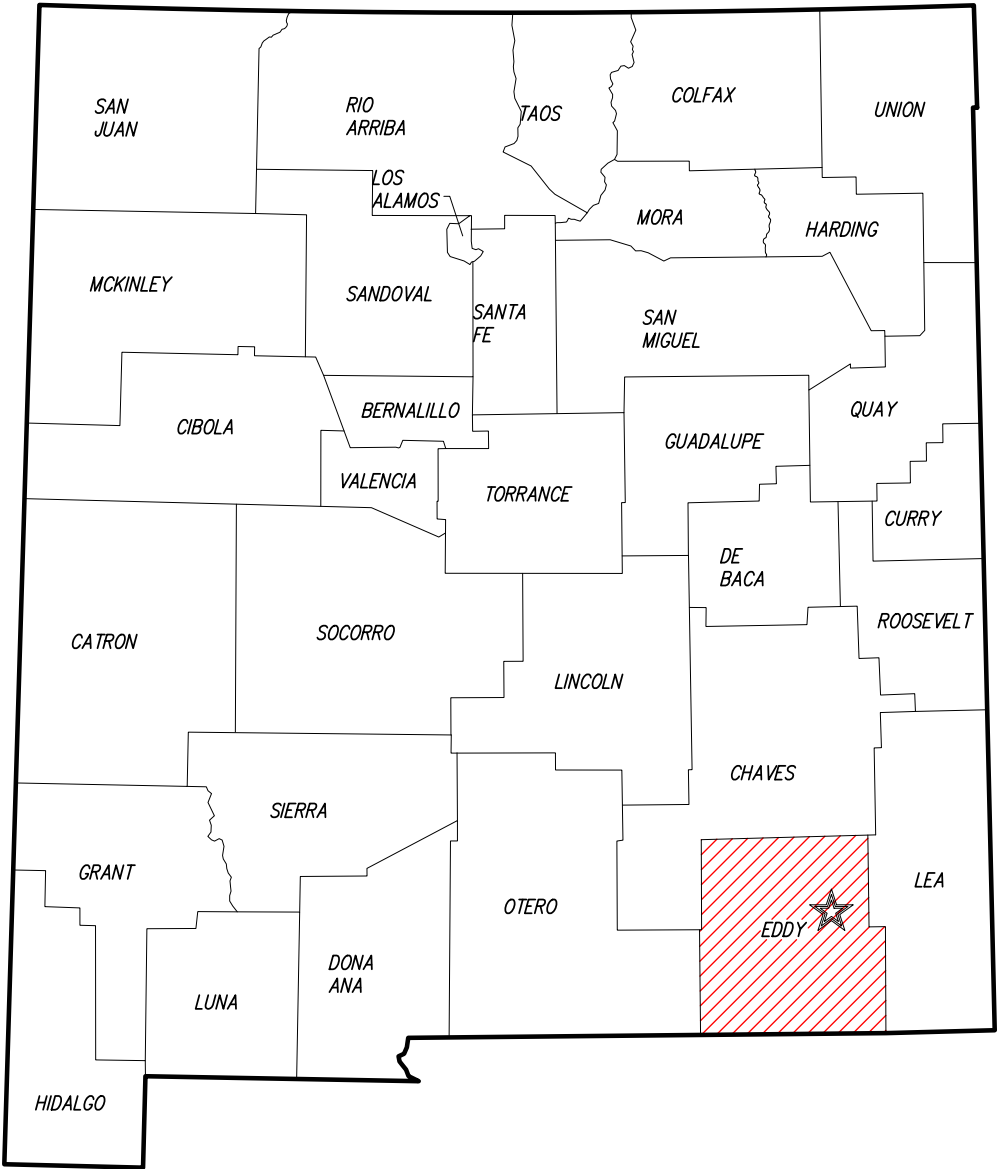 SAN
JUAN
RIO
ARRIBA
TAOS
COLFAX
UNION
LOS
ALAMOS
MORA
HARDING
MCKINLEY
SANDOVAL
SANTA
FE
SAN
MIGUEL
CIBOLA
BERNALILLO
QUAY
GUADALUPE
VALENCIA
TORRANCE
CURRY
DE
BACA
CATRON
SOCORRO
ROOSEVELT
LINCOLN
CHAVES
SIERRA
GRANT
OTERO
EDDY
LEA
DONA
ANA
LUNA
HIDALGO